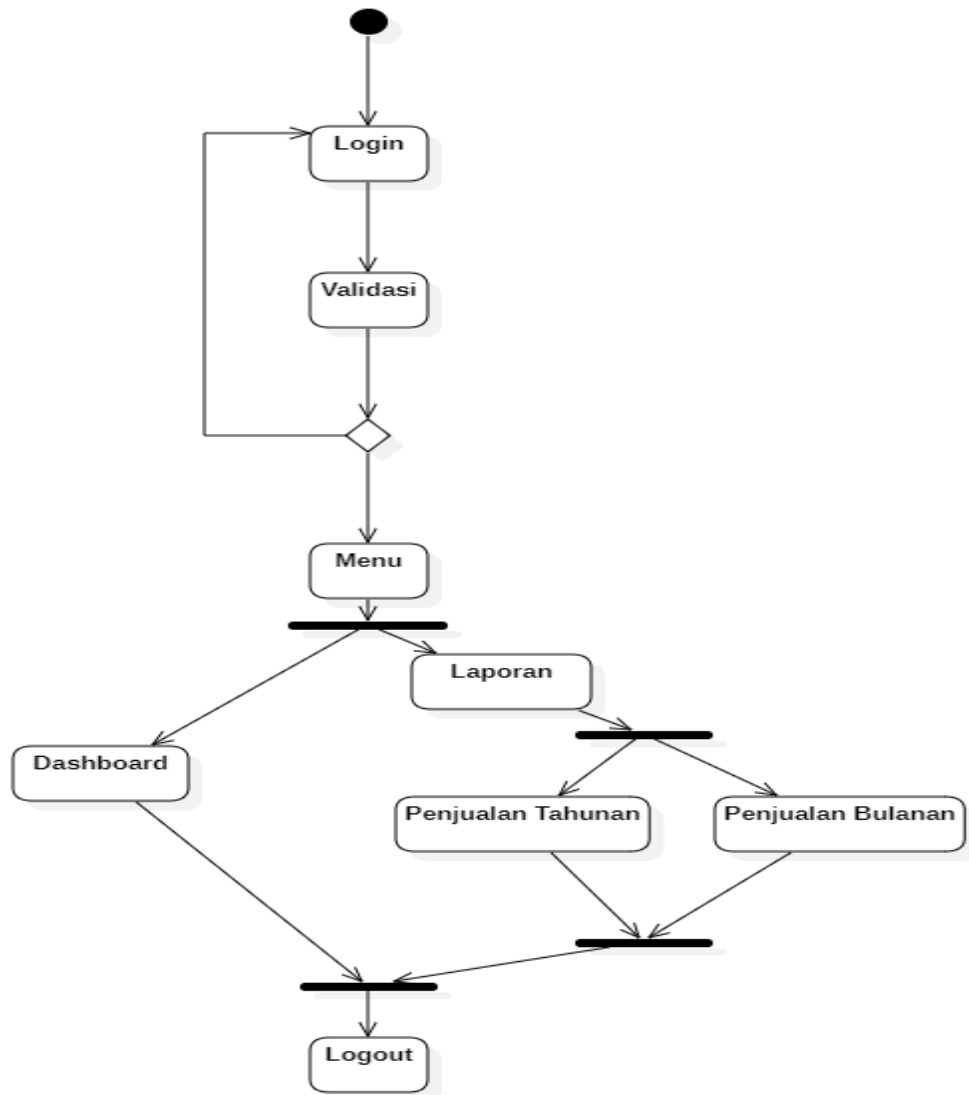 Login
Validasi
Menu
Laporan
Dashboard
Penjualan Tahunan
Penjualan Bulanan
Logout